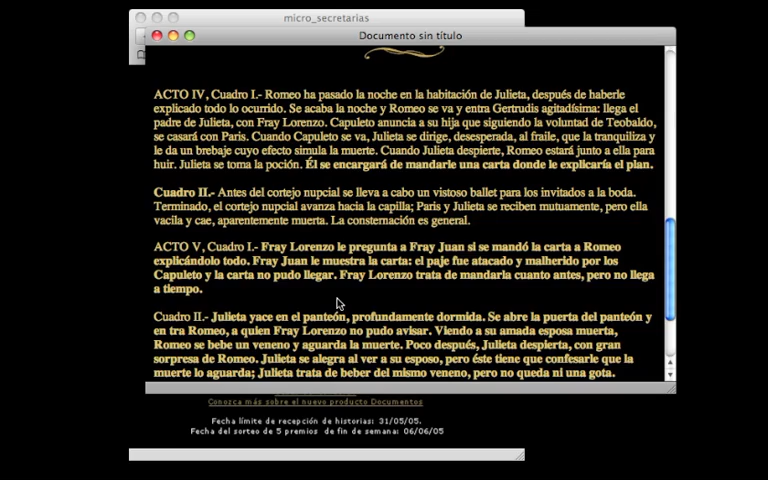 micro_secretarias
Documento sin título
ACTO IV, Cuadro I.- Romeo ha pasado la noche en la habitación de Julieta, después de haberle
explicado todo lo ocurrido. Se acaba la noche y Romeo se va y entra Gertrudis agitadísima: llega el
padre de Julieta, con Fray Lorenzo. Capuleto anuncia a su hija que siguiendo la voluntad de Teobaldo,
se casará con Paris. Cuando Capuleto se va, Julieta se dirige, desesperada, al fraile, que la tranquiliza y
le da un brebaje cuyo efecto simula la muerte. Cuando Julieta despierte, Romeo estará junto a ella para
huir. Julieta se toma la poción. Él se encargará de mandarle una carta donde le explicaría el plan.
Cuadro II.- Antes del cortejo nupcial se lleva a cabo un vistoso ballet para los invitados a la boda.
Terminado, el cortejo nupcial avanza hacia la capilla; Paris y Julieta se reciben mutuamente, pero ella
vacila y cae, aparentemente muerta. La consternación es general.
ACTO V, Cuadro I.- Fray Lorenzo le pregunta a Fray Juan si se mandó la carta a Romeo
explicándolo todo. Fray Juan le muestra la carta: el paje fue atacado y malherido por los
Capuleto y la carta no pudo llegar. Fray Lorenzo trata de mandarla cuanto antes, pero no llega
a tiempo.
Cuadro II.- Julieta yace en el panteón, profundamente dormida. Se abre la puerta del panteón y
en tra Romeo, a quien Fray Lorenzo no pudo avisar. Viendo a su amada esposa muerta,
Romeo se bebe un veneno y aguarda la muerte. Poco después, Julieta despierta, con gran
sorpresa de Romeo. Julieta se alegra al ver a su esposo, pero éste tiene que confesarle que la
muerte lo aguarda; Julieta trata de beber del mismo veneno, pero no queda ni una gota.
Conozca más sobre el nuevo producto Documentos
Fecha límite de recepción de historias: 31/05/05.
Fecha del sorteo de 5 premios de fin de semana: 06/06/05